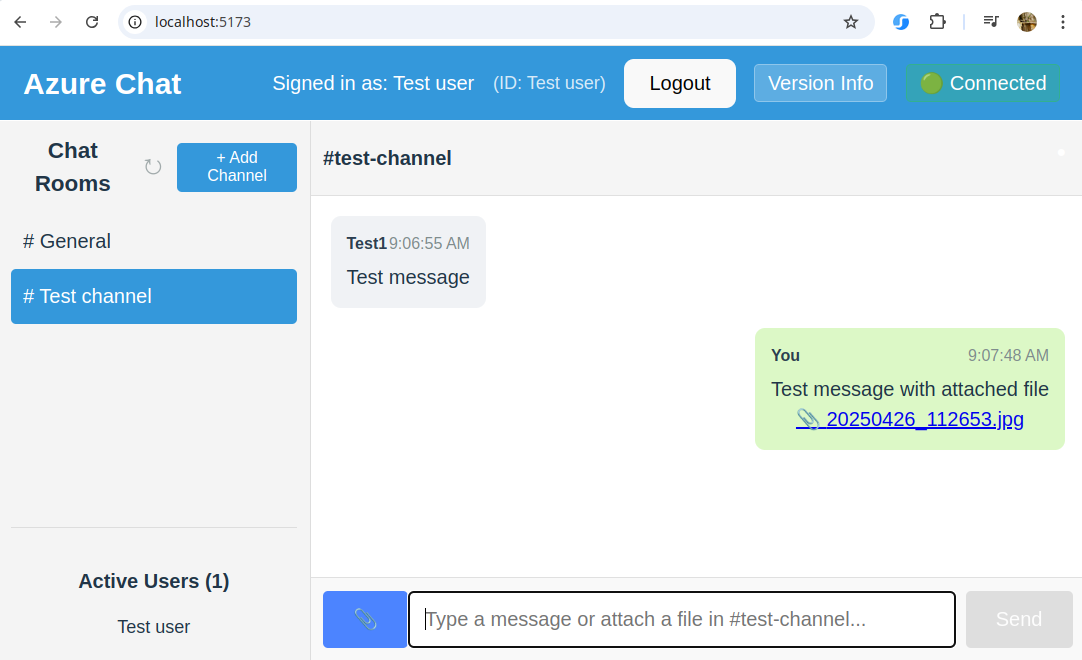 localhost:5173
Azure Chat
Signed in as: Test user (ID: Test user)
Logout
Version Info
Connected
Chat
Rooms
+ Add
Channel
# General
# Test channel
Active Users (1)
Test user
#test-channel
Test1 9:06:55 AM
Test message
You 9:07:48 AM
Test message with attached file
20250426_112653.jpg
Type a message or attach a file in #test-channel...
Send